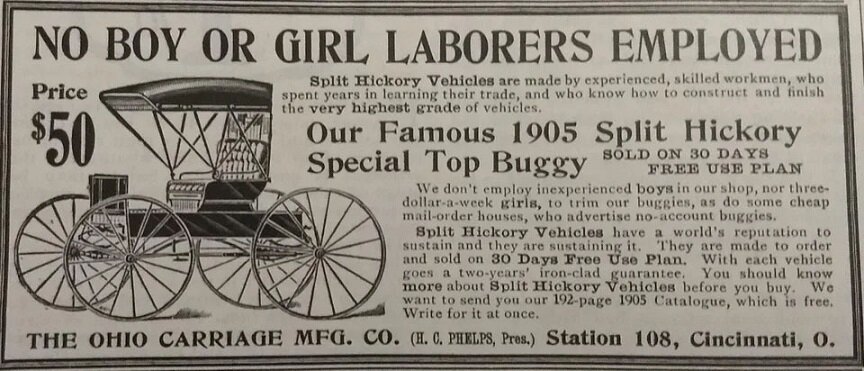 NO BOY OR GIRL LABORERS EMPLOYED
Price
$50
Split Hickory Vehicles are made by experienced, skilled workmen, who
spent years in learning their trade, and who know how to construct and finish
the very highest grade of vehicles.
Our Famous 1905 Split Hickory
Special Top Buggy
SOLD ON 30 DAYS
FREE USE PLAN
We don't employ inexperienced boys in our shop, nor three-
dollar-a-week girls, to trim our buggies, as do some cheap
mail-order houses, who advertise no-account buggies.
Split Hickory Vehicles have a world's reputation to
sustain and they are sustaining it. They are made to order
and sold on 30 Days Free Use Plan. With each vehicle
goes a two-years' iron-clad guarantee. You should know
more about Split Hickory Vehicles before you buy. We
want to send you our 192-page 1905 Catalogue, which is free.
Write for it at once.
THE OHIO CARRIAGE MFG. CO. (H. C. PHELPS, Pres.) Station 108, Cincinnati, O.